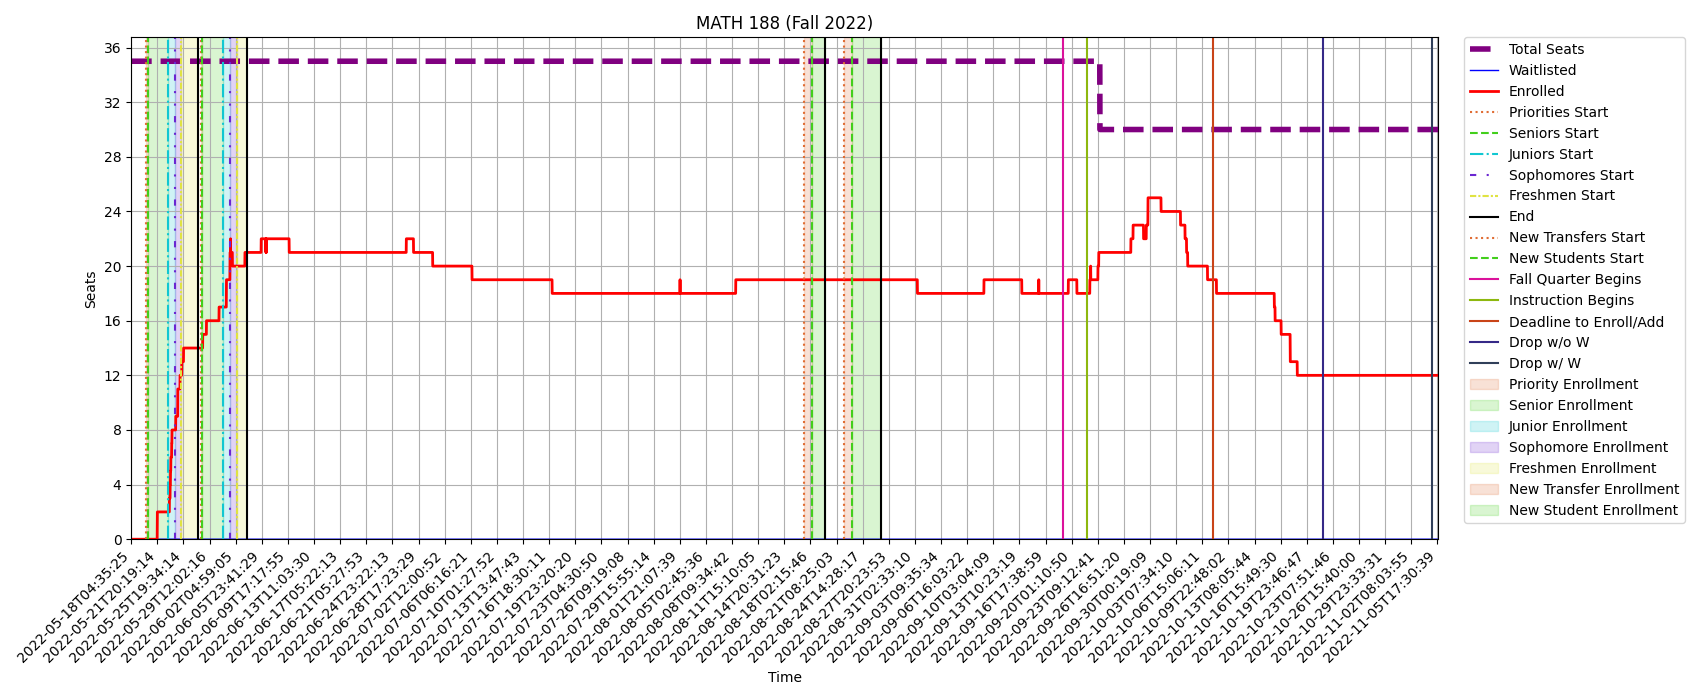 MATH 188 (Fall 2022)
Seats
36
32
28
24
20
16
12
8
4
0
2022-05-18T04:35:25
2022-05-21T20:19:14
2022-05-25T19:34:14
2022-05-29T12:02:16
2022-06-02T04:59:05
2022-06-05T23:41:29
2022-06-09T17:17:55
2022-06-13T11:03:30
2022-06-17T05:22:13
2022-06-21T05:27:53
2022-06-24T23:22:13
2022-06-28T17:23:29
2022-07-02T12:00:52
2022-07-06T06:16:21
2022-07-10T01:27:52
2022-07-13T13:47:43
2022-07-16T18:30:11
2022-07-19T23:20:20
2022-07-23T04:30:50
2022-07-26T09:19:08
2022-07-29T15:55:14
2022-08-01T21:07:39
2022-08-05T02:45:36
2022-08-08T09:34:42
2022-08-11T15:10:05
2022-08-14T20:31:23
2022-08-18T02:15:46
2022-08-21T08:25:03
2022-08-24T14:28:17
2022-08-27T20:23:53
2022-08-31T02:33:10
2022-09-03T09:35:34
2022-09-06T16:03:22
2022-09-10T03:04:09
2022-09-13T10:23:19
2022-09-16T17:38:59
2022-09-20T01:10:50
2022-09-23T09:12:41
2022-09-26T16:51:20
2022-09-30T00:19:09
2022-10-03T07:34:10
2022-10-06T15:06:11
2022-10-09T22:48:02
2022-10-13T08:05:44
2022-10-16T15:49:30
2022-10-19T23:46:47
2022-10-23T07:51:46
2022-10-26T15:40:00
2022-10-29T23:33:31
2022-11-02T08:03:55
2022-11-05T17:30:39
Time
Total Seats
Waitlisted
Enrolled
Priorities Start
Seniors Start
Juniors Start
Sophomores Start
Freshmen Start
End
New Transfers Start
New Students Start
Fall Quarter Begins
Instruction Begins
Deadline to Enroll/Add
Drop w/o W
Drop w/ W
Priority Enrollment
Senior Enrollment
Junior Enrollment
Sophomore Enrollment
Freshmen Enrollment
New Transfer Enrollment
New Student Enrollment